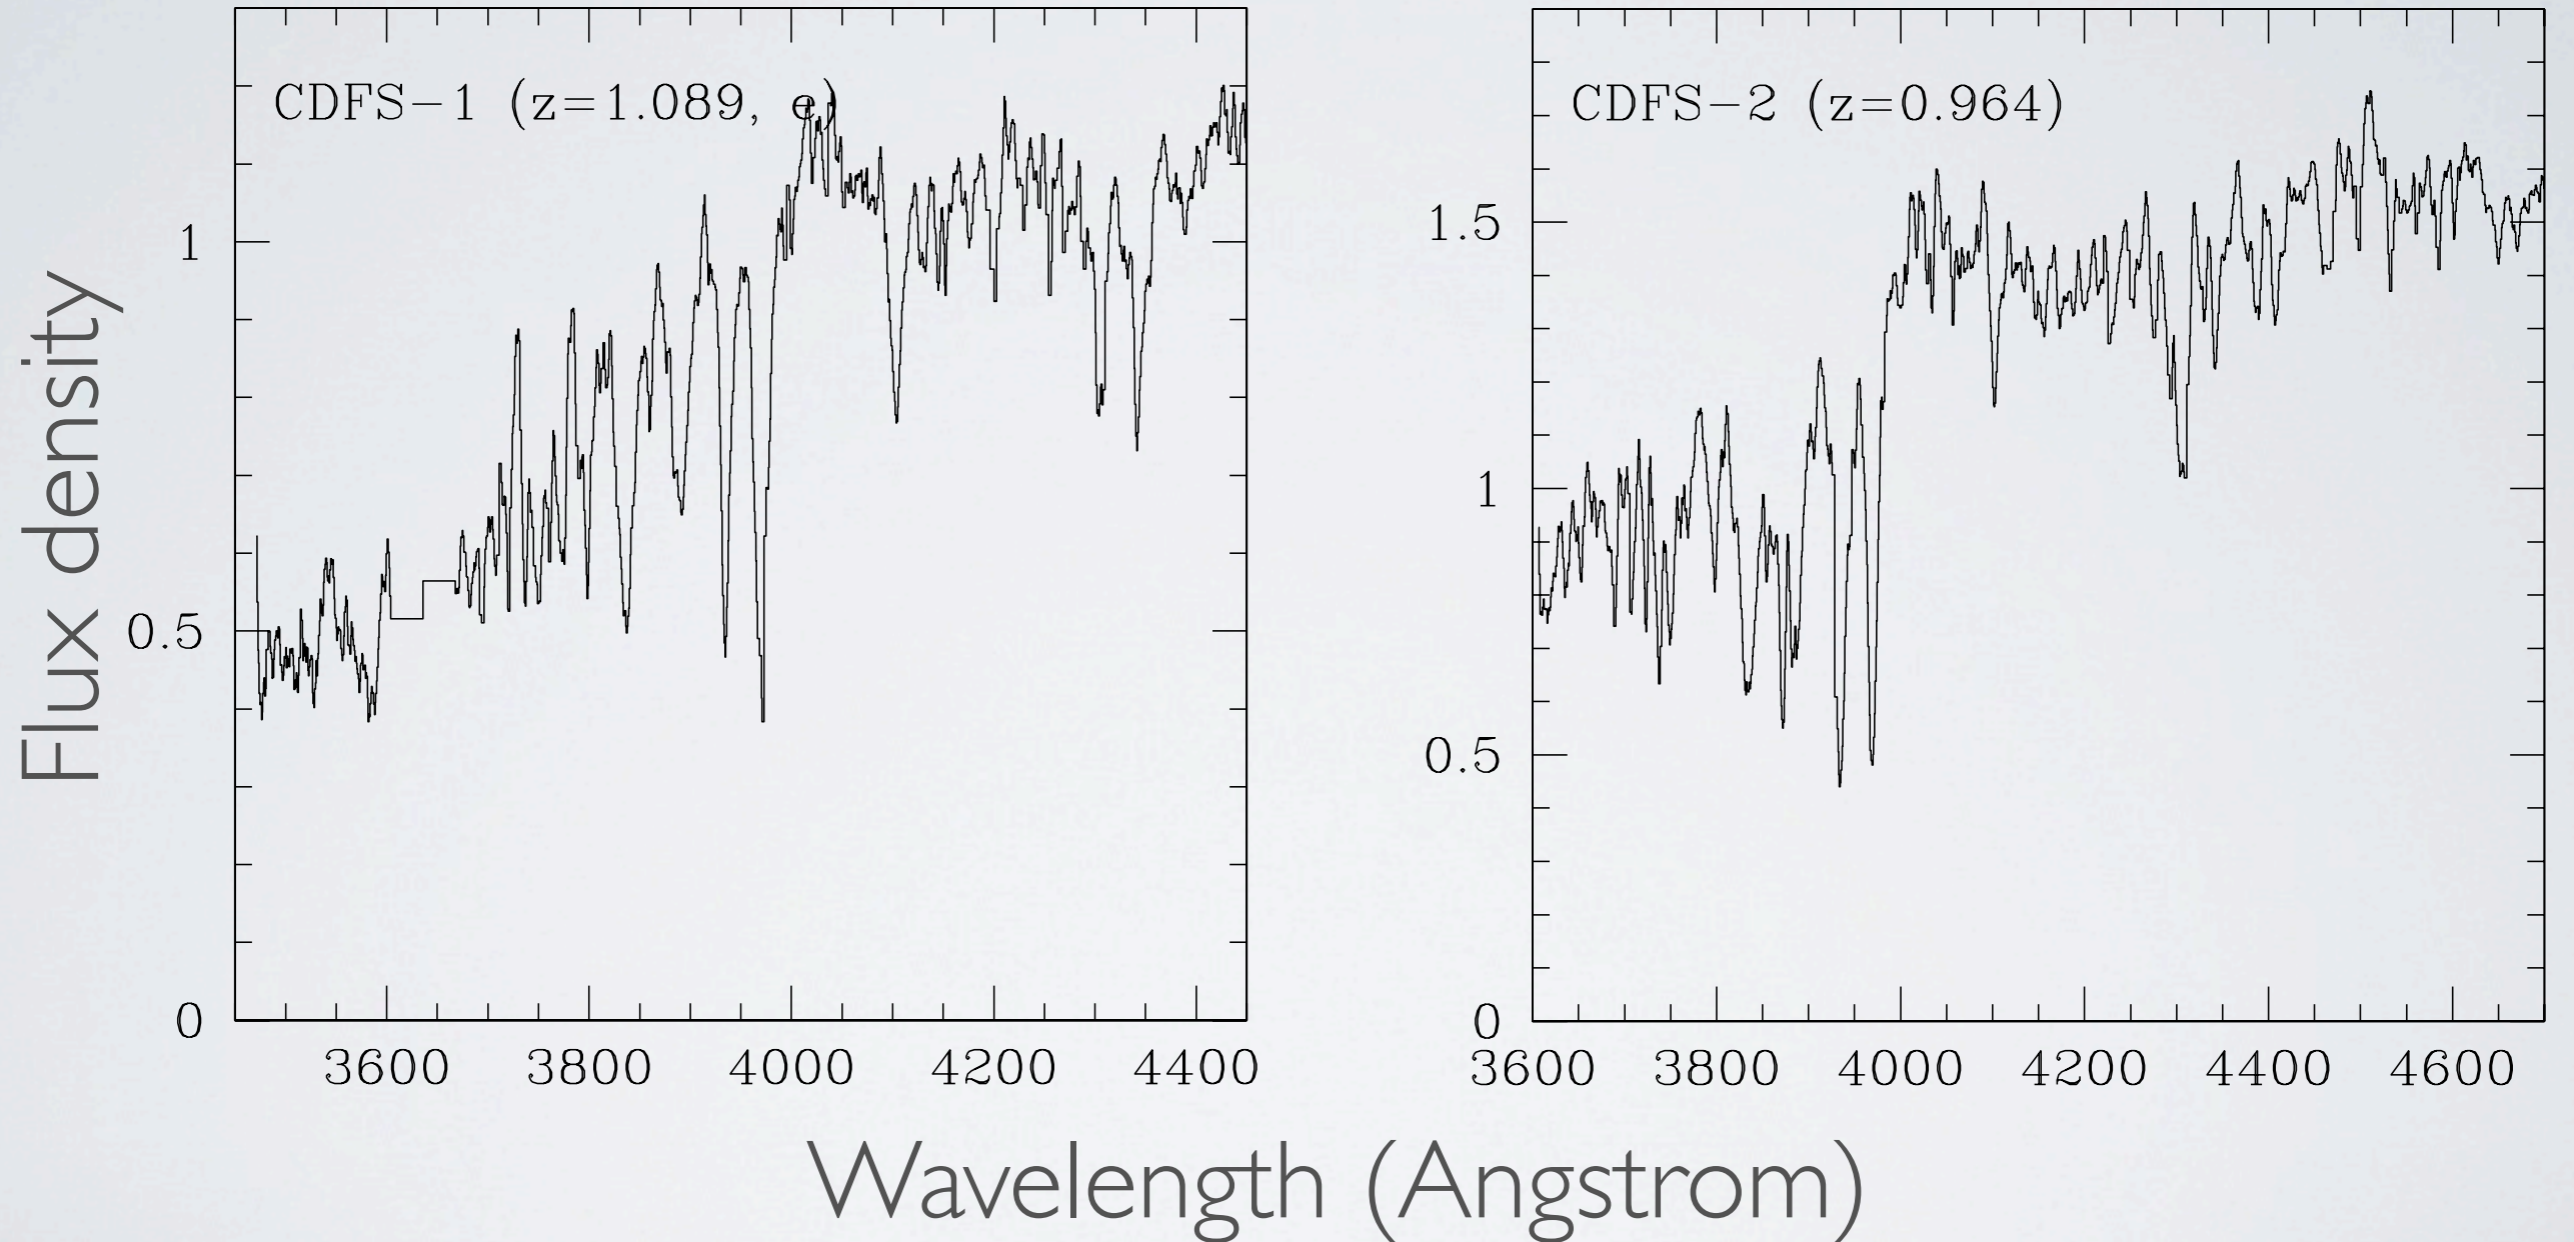 CDFS-1 (z=1.089, e)
CDFS-2 (z=0.964)
Flux density
1
0.5
0
1.5
1
0.5
0
3600 3800 4000 4200 4400
3600 3800 4000 4200 4400 4600
Wavelength (Angstrom)